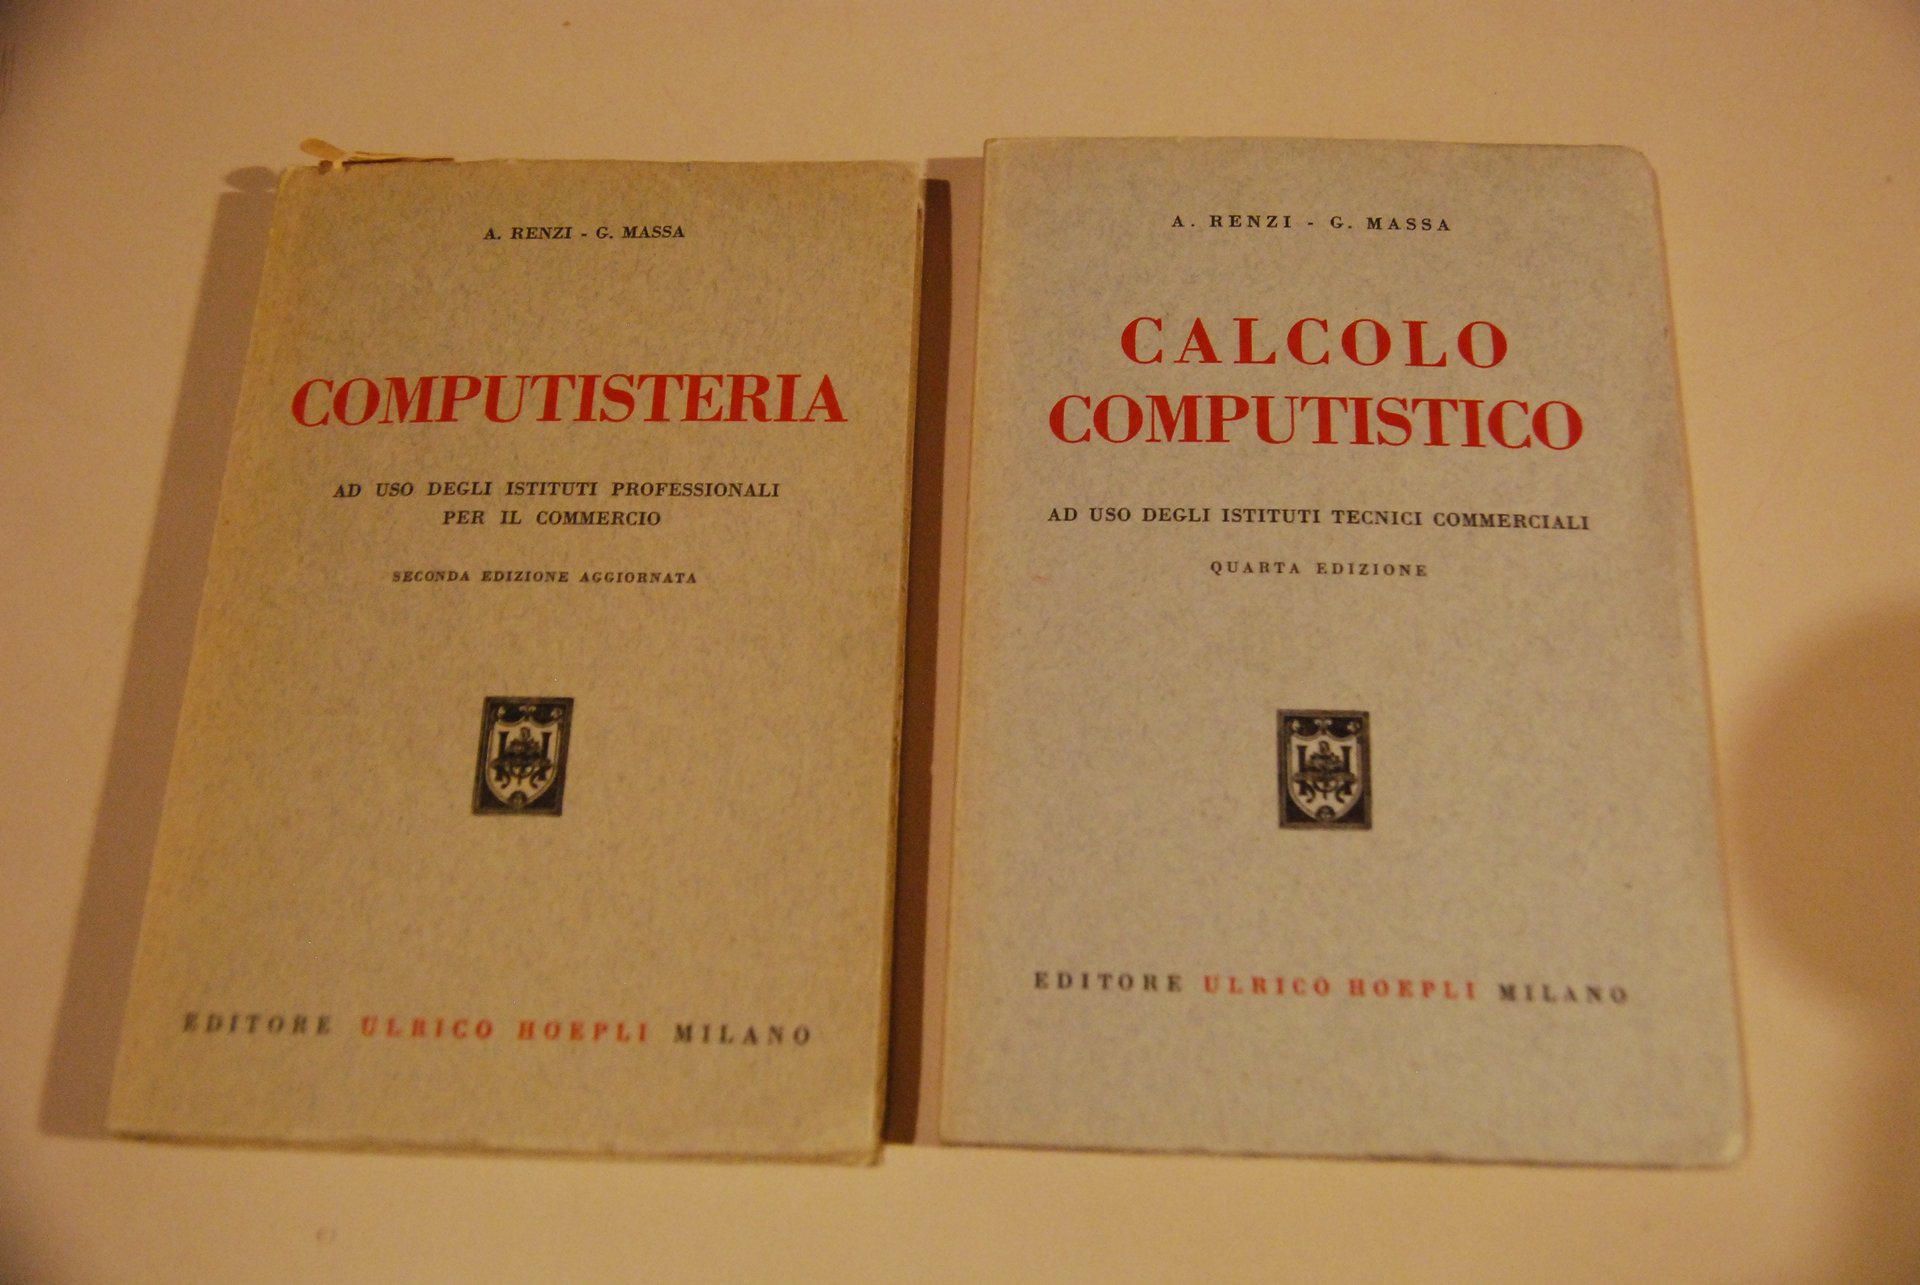 A. RENZI - G. MASSA
COMPUTISTERIA
AD USO DEGLI ISTITUTI PROFESSIONALI
PER IL COMMERCIO
SECONDA EDIZIONE AGGIORNATA
H
EDITORE ULRICO HOEPLI MILANO
A. RENZI - G. MASSA
CALCOLO
COMPUTISTICO
AD USO DEGLI ISTITUTI TECNICI COMMERCIALI
QUARTA EDIZIONE
H
EDITORE ULRICO HOEPLI MILANO